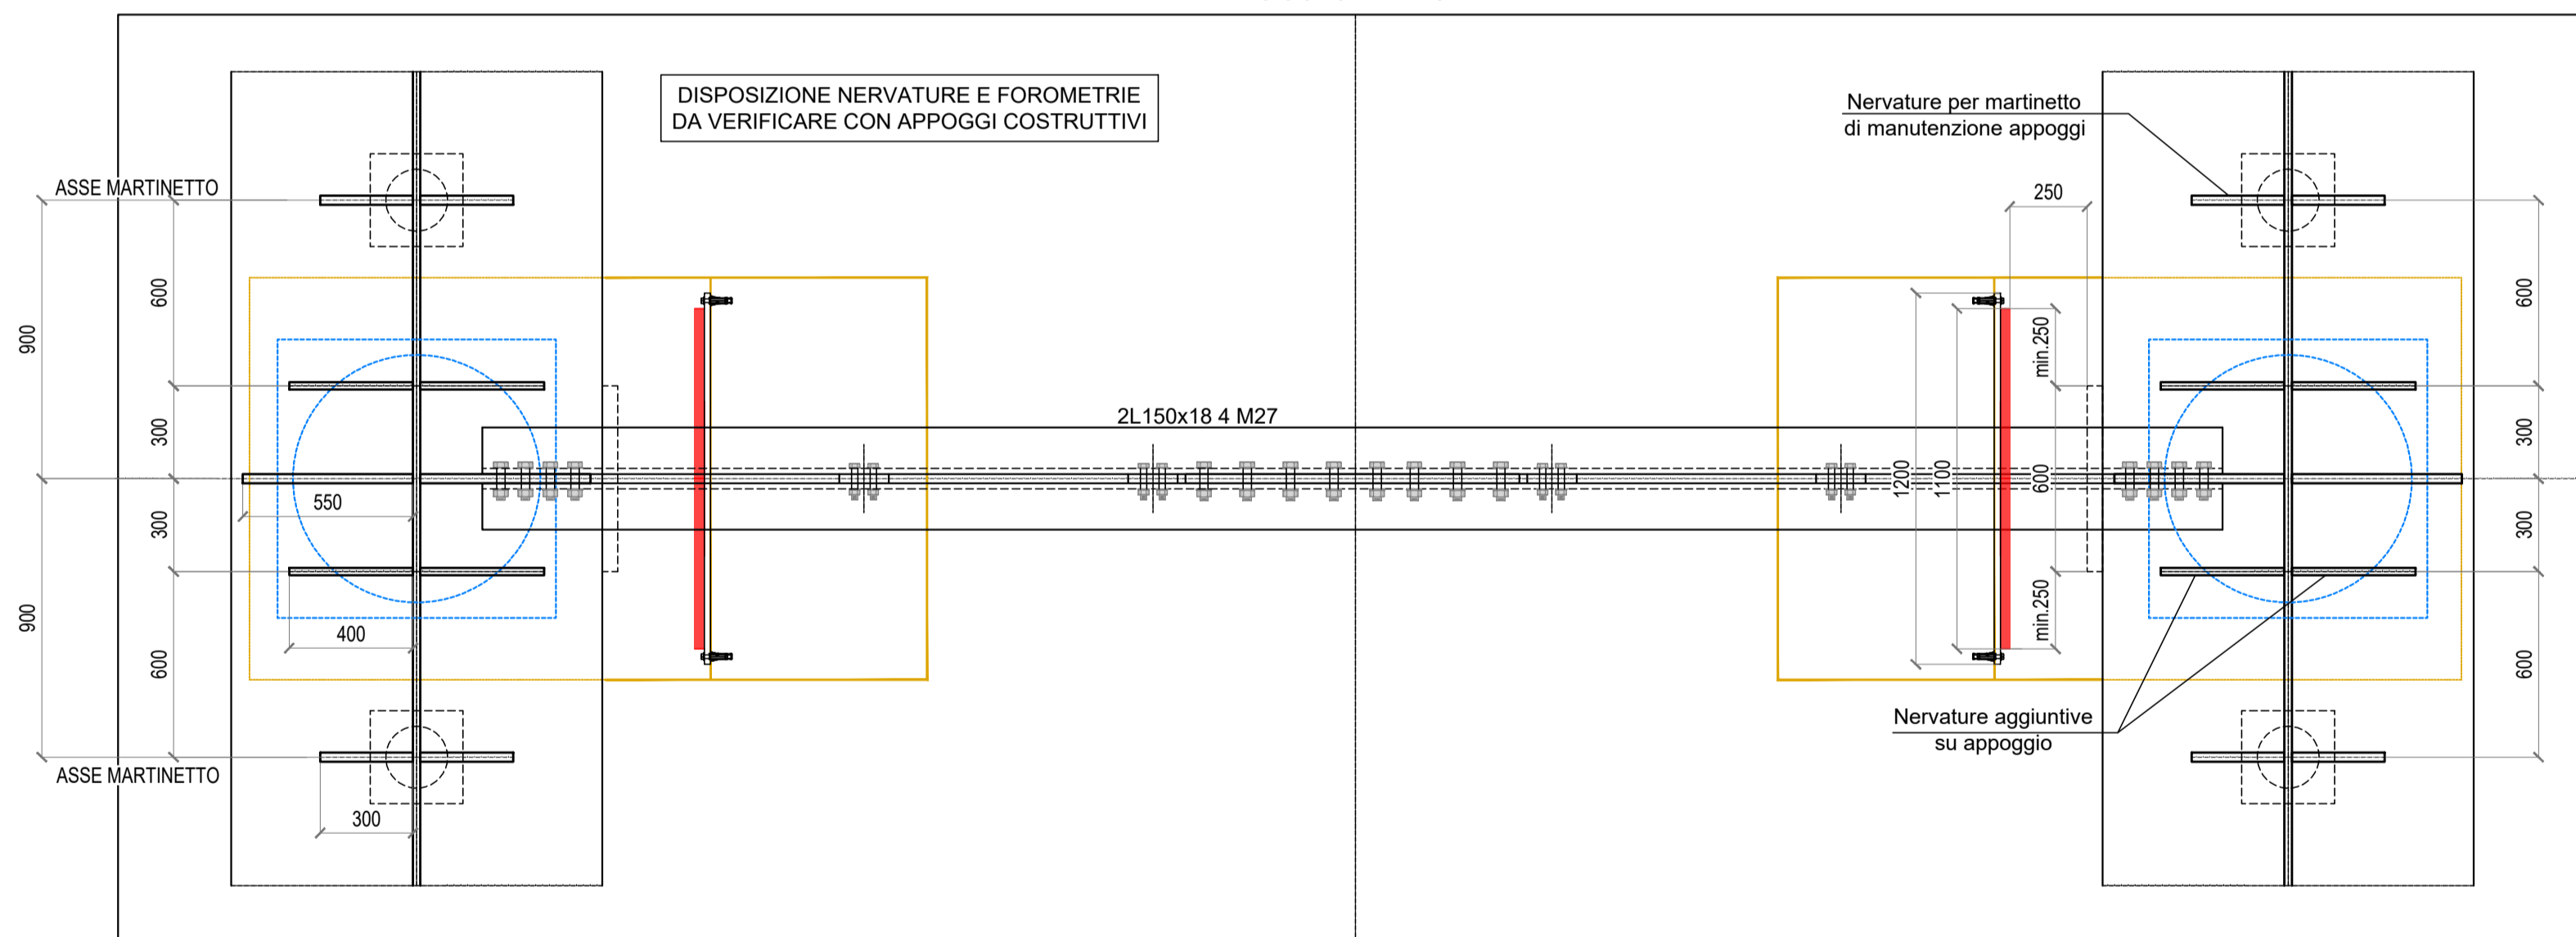 DISPOSIZIONE NERVATURE E FOROMETRIE
DA VERIFICARE CON APPOGGI COSTRUTTIVI
Nervature per martinetto
di manutenzione appoggi
ASSE MARTINETTO
250
600
900
300
300
900
600
550
400
300
ASSE MARTINETTO
2L150x18 4 M27
1200
1100
min.250
600
min.250
600
300
300
600
Nervature aggiuntive
su appoggio